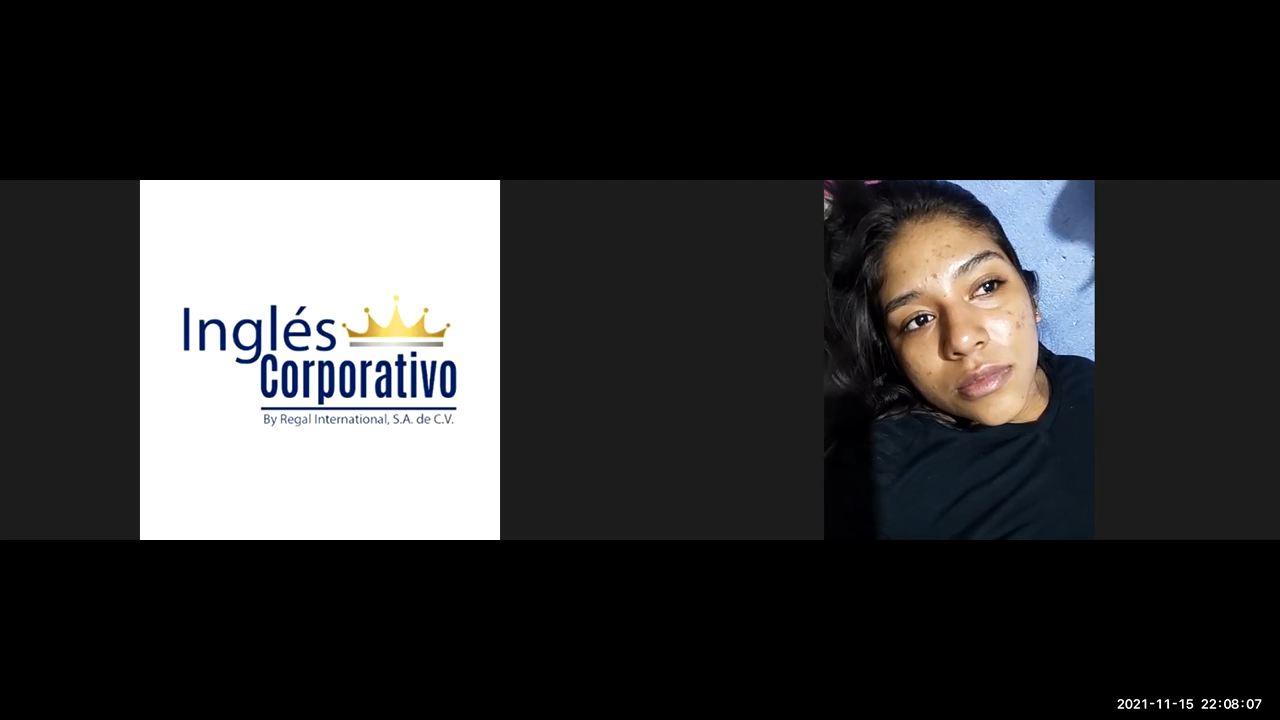 Inglés
Corporativo
By Regal International, S.A. de C.V.
2021-11-15 22:08:07